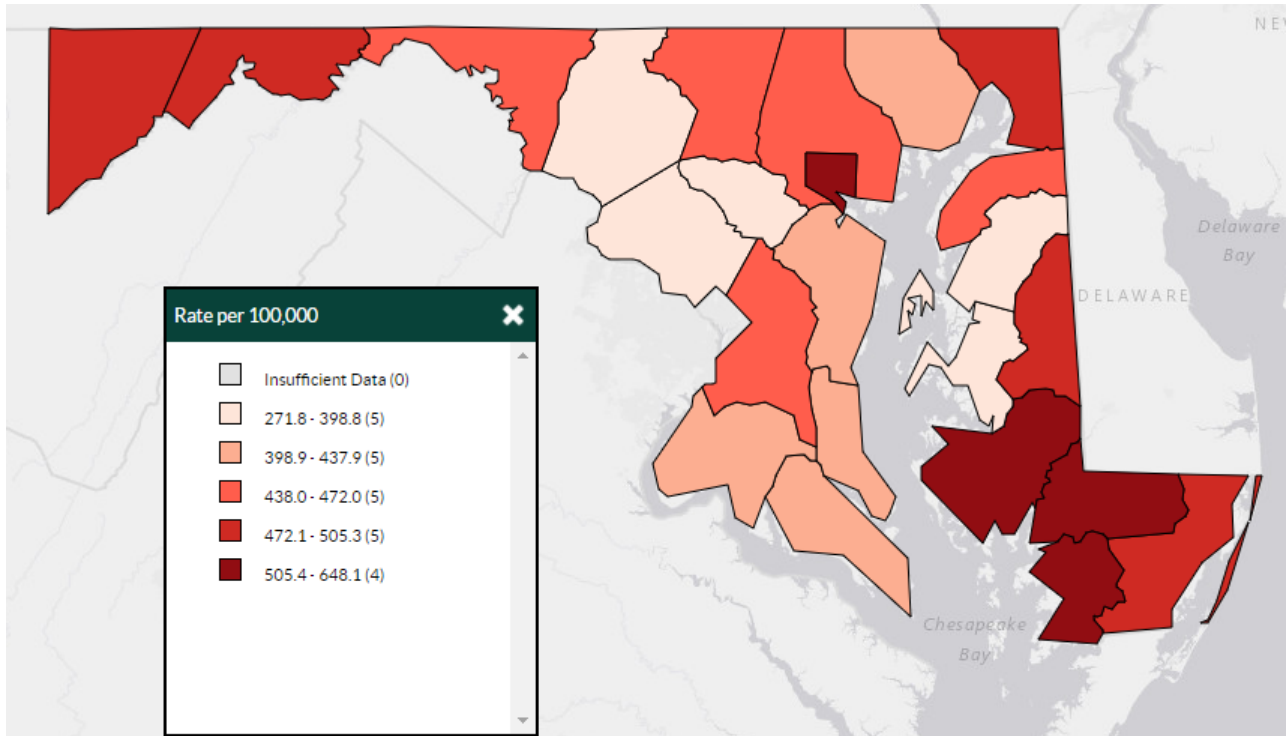 NEV
Delaware
Bay
DELAWARE
Rate per 100,000
Insufficient Data (0)
271.8 - 398.8 (5)
398.9 - 437.9 (5)
438.0 - 472.0 (5)
472.1 - 505.3 (5)
505.4 - 648.1 (4)
Chesapeake
Bay